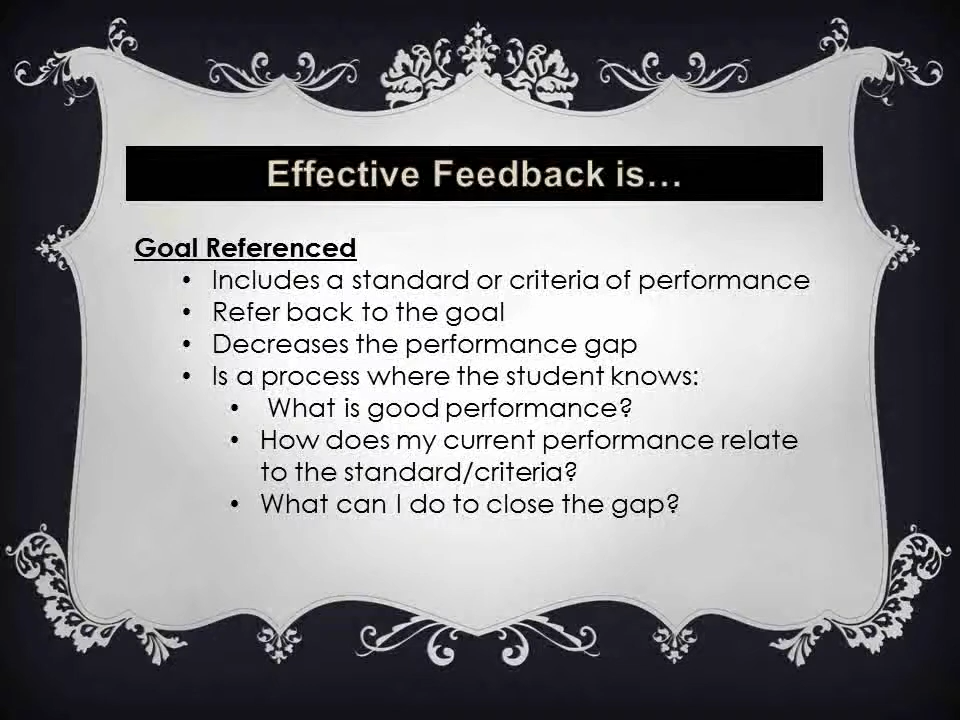 Effective Feedback is…
Goal Referenced
• Includes a standard or criteria of performance
• Refer back to the goal
• Decreases the performance gap
• Is a process where the student knows:
• What is good performance?
• How does my current performance relate
to the standard/criteria?
• What can I do to close the gap?